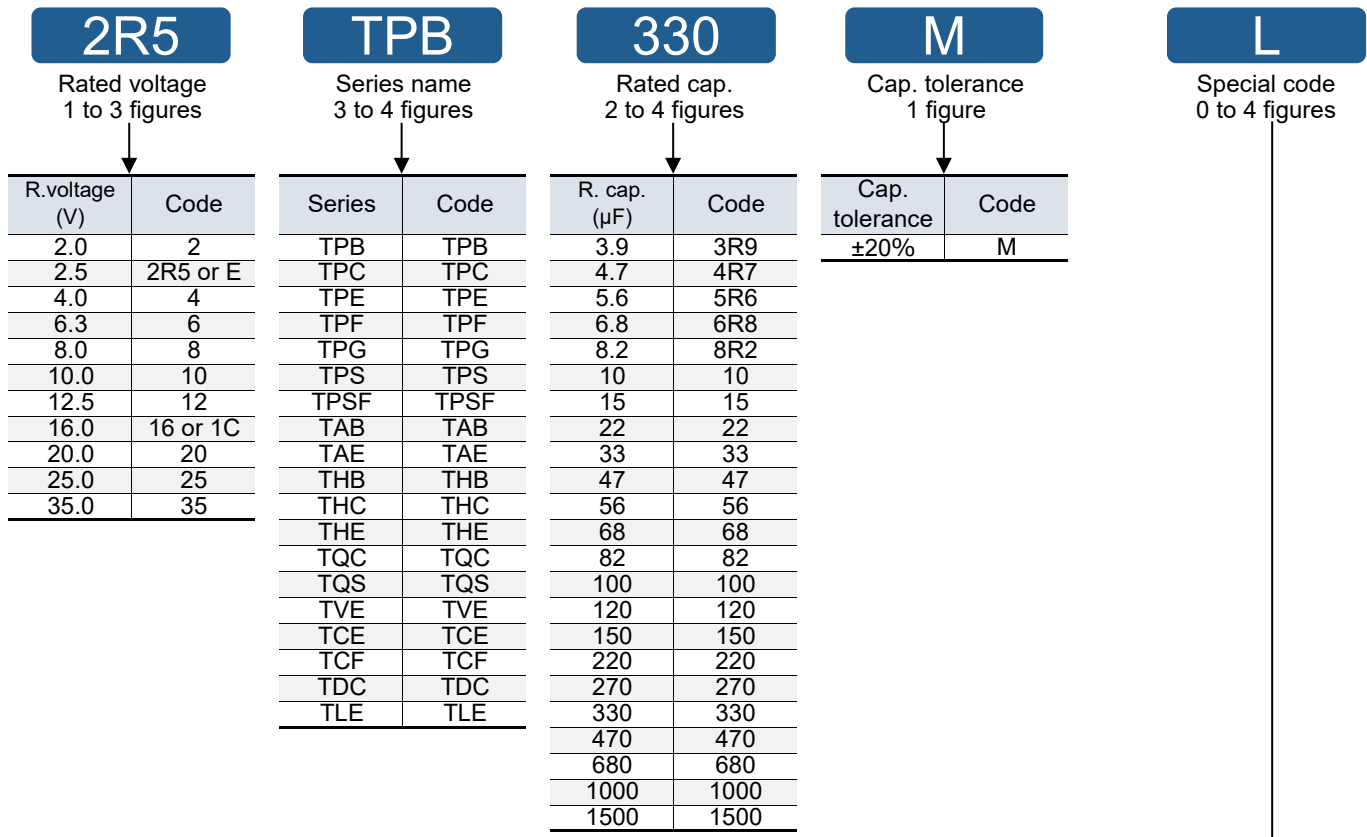 2R5 TPB 330 M L
Rated voltage Series name Rated cap. Cap. tolerance Special code
1 to 3 figures 3 to 4 figures 2 to 4 figures 1 figure 0 to 4 figures
R.voltage (V) Code
2.0 2
2.5 2R5 or E
4.0 4
6.3 6
8.0 8
10.0 10
12.5 12
16.0 16 or 1C
20.0 20
25.0 25
35.0 35
Series Code
TPB TPB
TPC TPC
TPE TPE
TPF TPF
TPG TPG
TPS TPS
TPSF TPSF
TAB TAB
TAE TAE
THB THB
THC THC
THE THE
TQC TQC
TQS TQS
TVE TVE
TCE TCE
TCF TCF
TDC TDC
TLE TLE
R. cap. (µF) Code
3.9 3R9
4.7 4R7
5.6 5R6
6.8 6R8
8.2 8R2
10 10
15 15
22 22
33 33
47 47
56 56
68 68
82 82
100 100
120 120
150 150
220 220
270 270
330 330
470 470
680 680
1000 1000
1500 1500
Cap. tolerance Code
±20% M